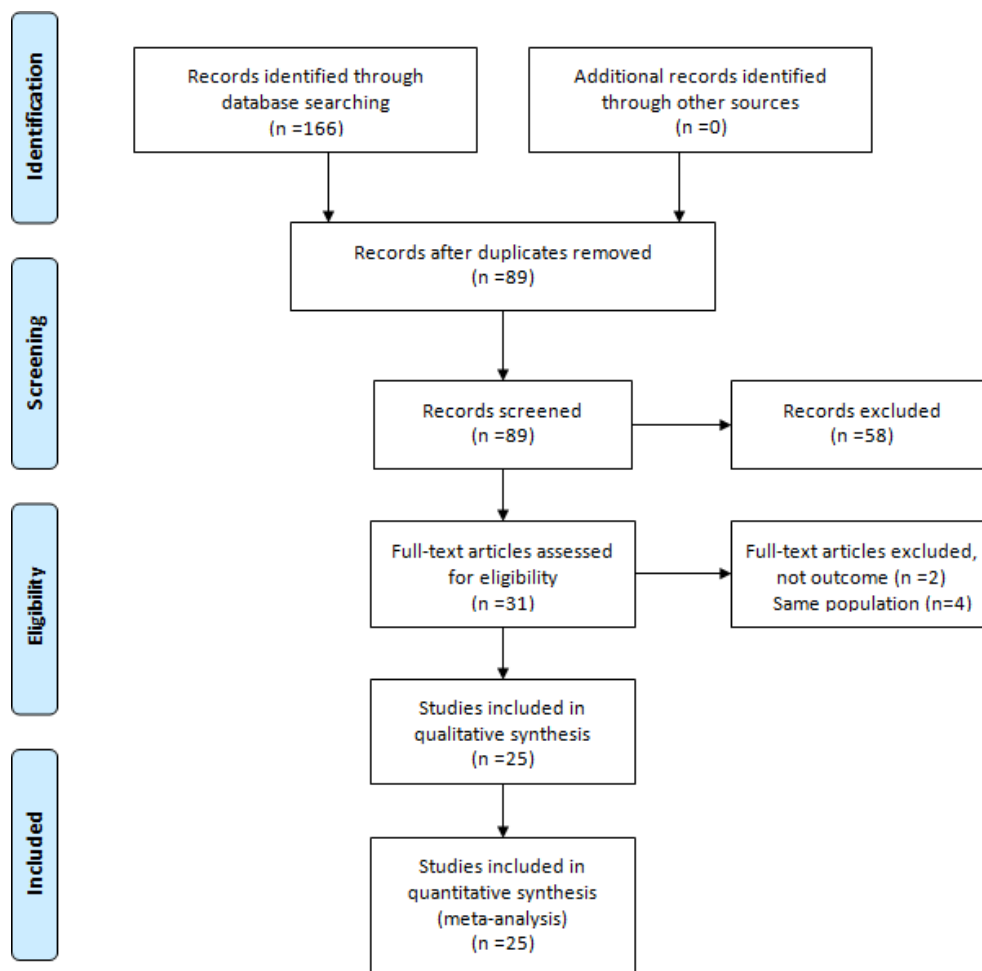 Identification
Records identified through
database searching
(n =166)
Additional records identified
through other sources
(n =0)
Records after duplicates removed
(n =89)
Screening
Records screened
(n =89)
Records excluded
(n =58)
Eligibility
Full-text articles assessed
for eligibility
(n =31)
Full-text articles excluded,
not outcome (n =2)
Same population (n=4)
Studies included in
qualitative synthesis
(n =25)
Included
Studies included in
quantitative synthesis
(meta-analysis)
(n =25)